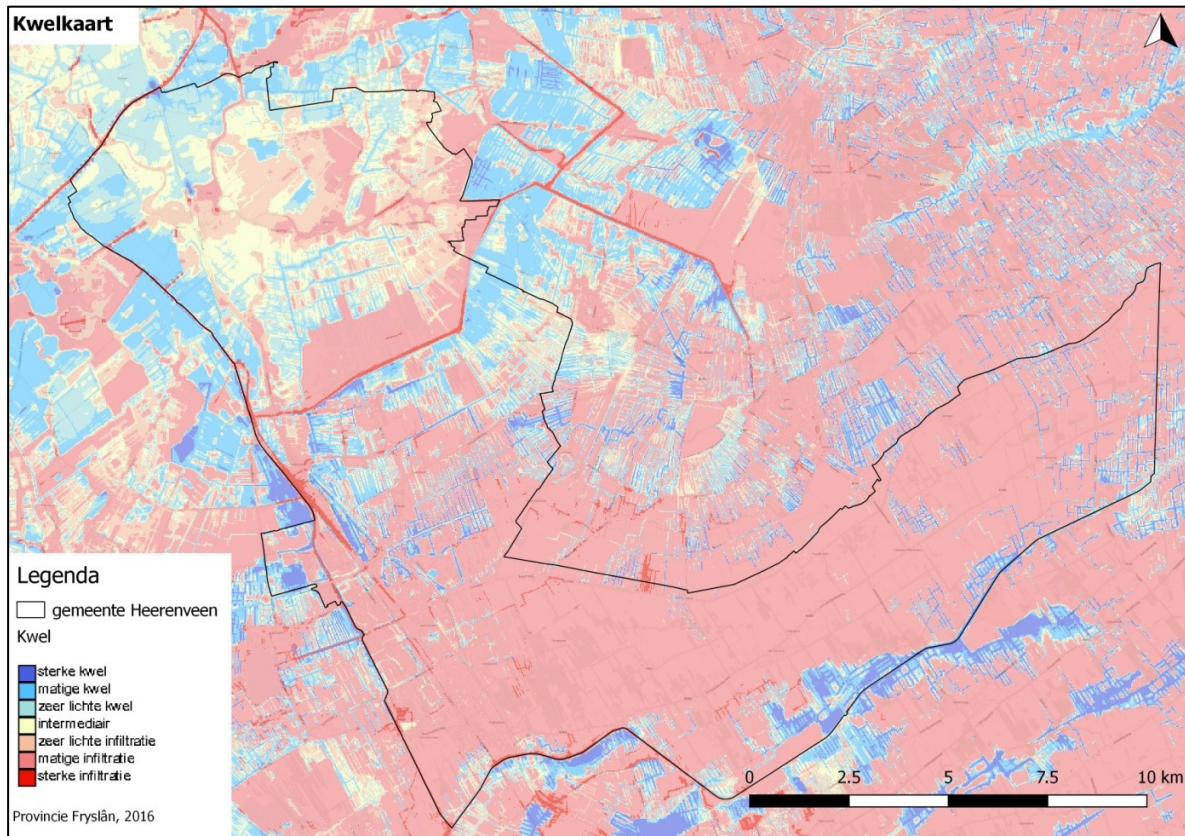 Kwelkaart
Legenda
gemeente Heerenveen
Kwel
sterke kwel
matige kwel
zeer lichte kwel
intermediair
zeer lichte infiltratie
matige infiltratie
sterke infiltratie
Provincie Fryslân, 2016
0 2.5 5 7.5 10 km